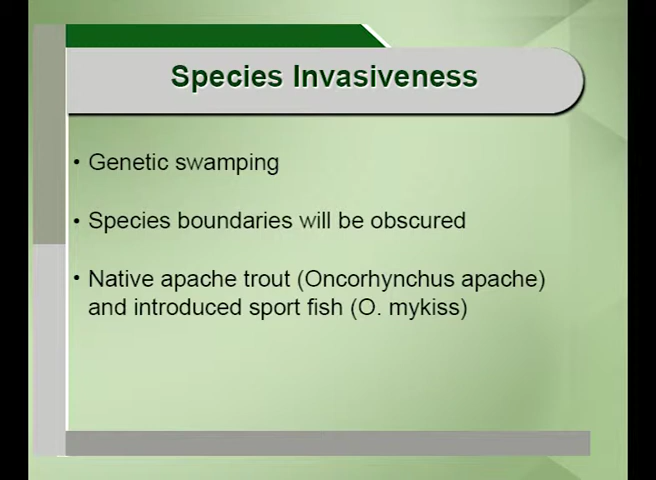 Species Invasiveness
• Genetic swamping
• Species boundaries will be obscured
• Native apache trout (Oncorhynchus apache)
and introduced sport fish (O. mykiss)